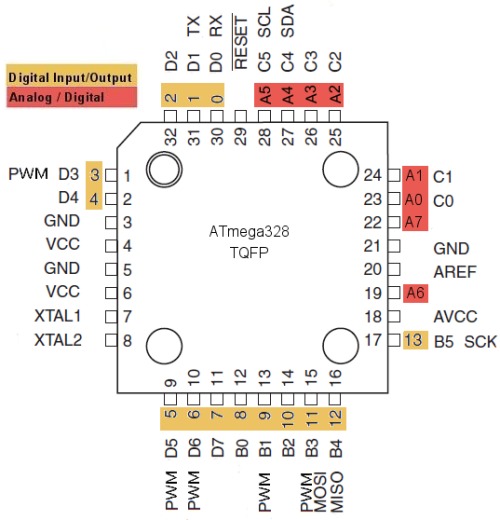 TX RX SCL SDA
D2 D1 D0 RESET C5 C4 C3 C2
Digital Input/Output
Analog / Digital
2 1 0 A5 A4 A3 A2
32 31 30 29 28 27 26 25
PWM D3 3 1
D4 4 2
GND 3
VCC 4
GND 5
VCC 6
XTAL1 7
XTAL2 8
ATmega328
TQFP
24 A1 C1
23 A0 C0
22 A7
21 GND
20 AREF
19 A6
18 AVCC
17 13 B5 SCK
9 10 11 12 13 14 15 16
5 6 7 8 9 10 11 12
D5 D6 D7 B0 B1 B2 B3 B4
PWM PWM PWM PWM MISO
MOSI